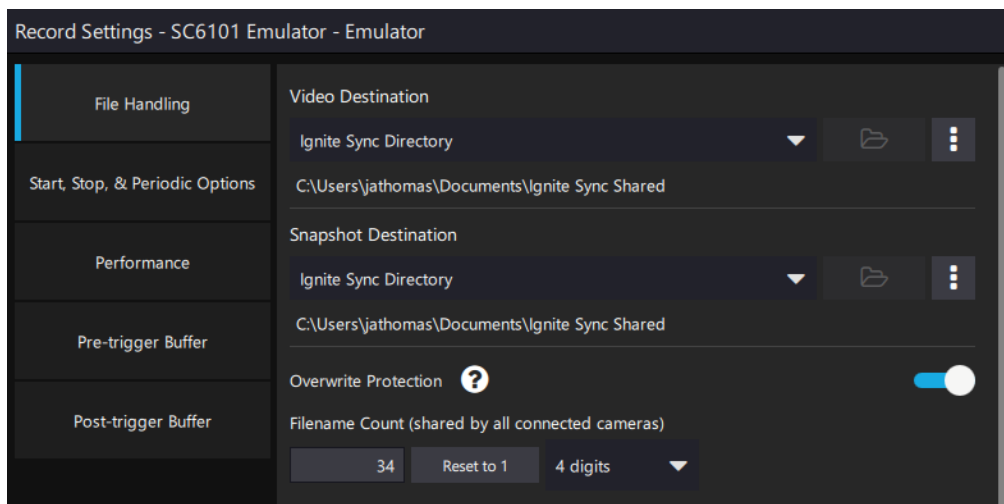 Record Settings - SC6101 Emulator - Emulator
File Handling
Start, Stop, & Periodic Options
Performance
Pre-trigger Buffer
Post-trigger Buffer
Video Destination
Ignite Sync Directory
C:\Users\jathomas\Documents\Ignite Sync Shared
Snapshot Destination
Ignite Sync Directory
C:\Users\jathomas\Documents\Ignite Sync Shared
Overwrite Protection ?
Filename Count (shared by all connected cameras)
34 Reset to 1 4 digits